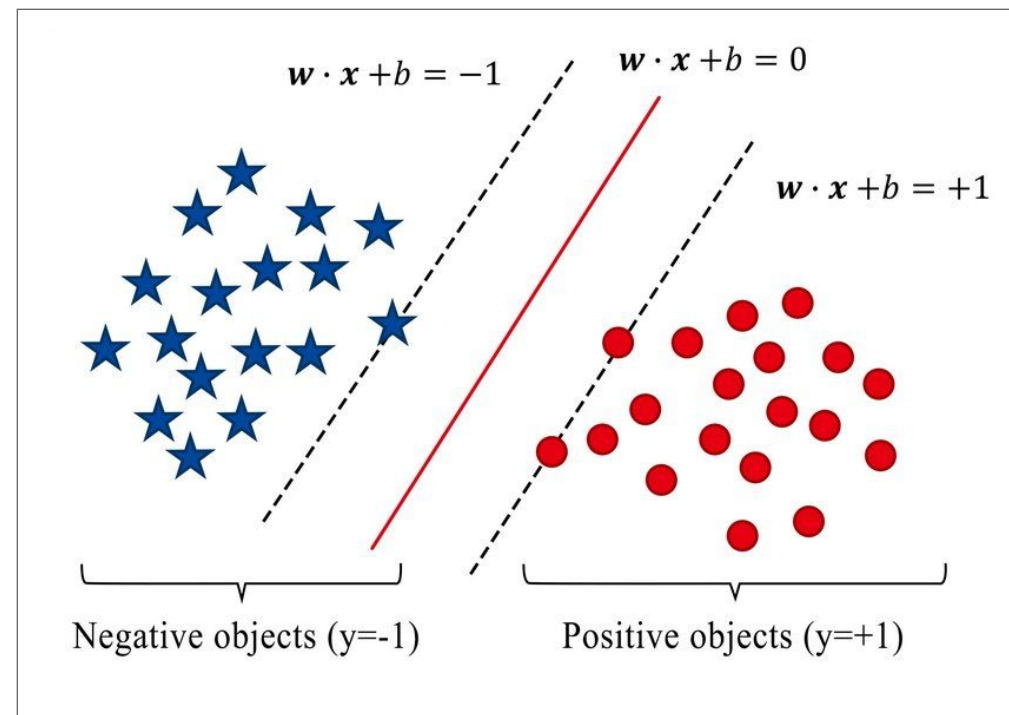 w · x +b = −1
w · x +b = 0
w · x +b = +1
Negative objects (y=-1)
Positive objects (y=+1)